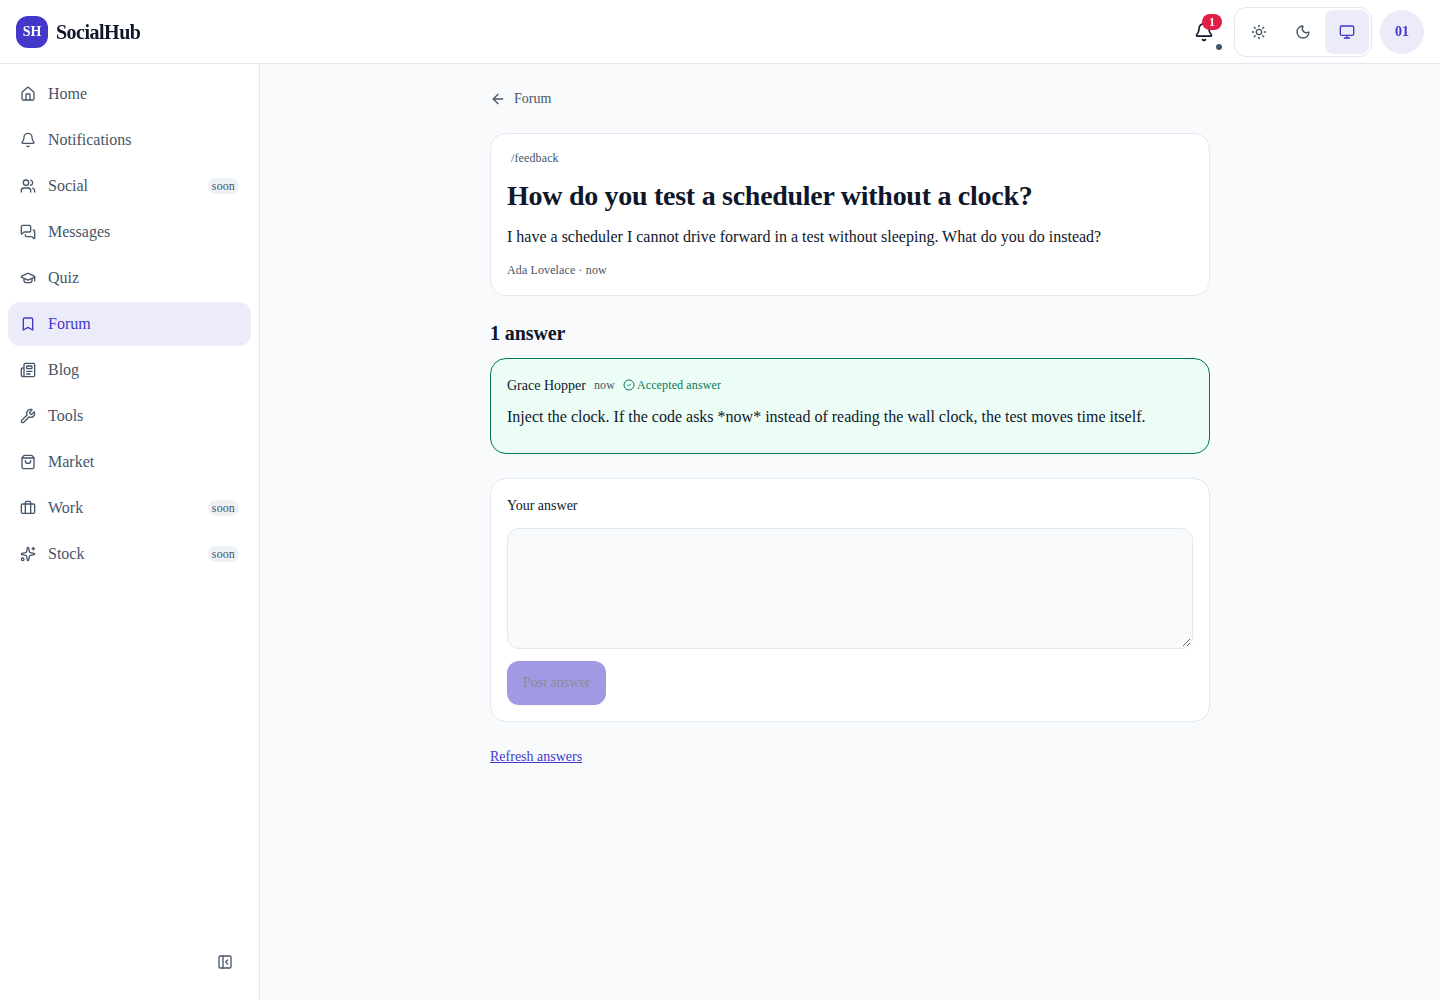 SH SocialHub
1
01
Home
Notifications
Social soon
Messages
Quiz
Forum
Blog
Tools
Market
Work soon
Stock soon
Forum
/feedback
How do you test a scheduler without a clock?
I have a scheduler I cannot drive forward in a test without sleeping. What do you do instead?
Ada Lovelace · now
1 answer
Grace Hopper now Accepted answer
Inject the clock. If the code asks *now* instead of reading the wall clock, the test moves time itself.
Your answer
Post answer
Refresh answers